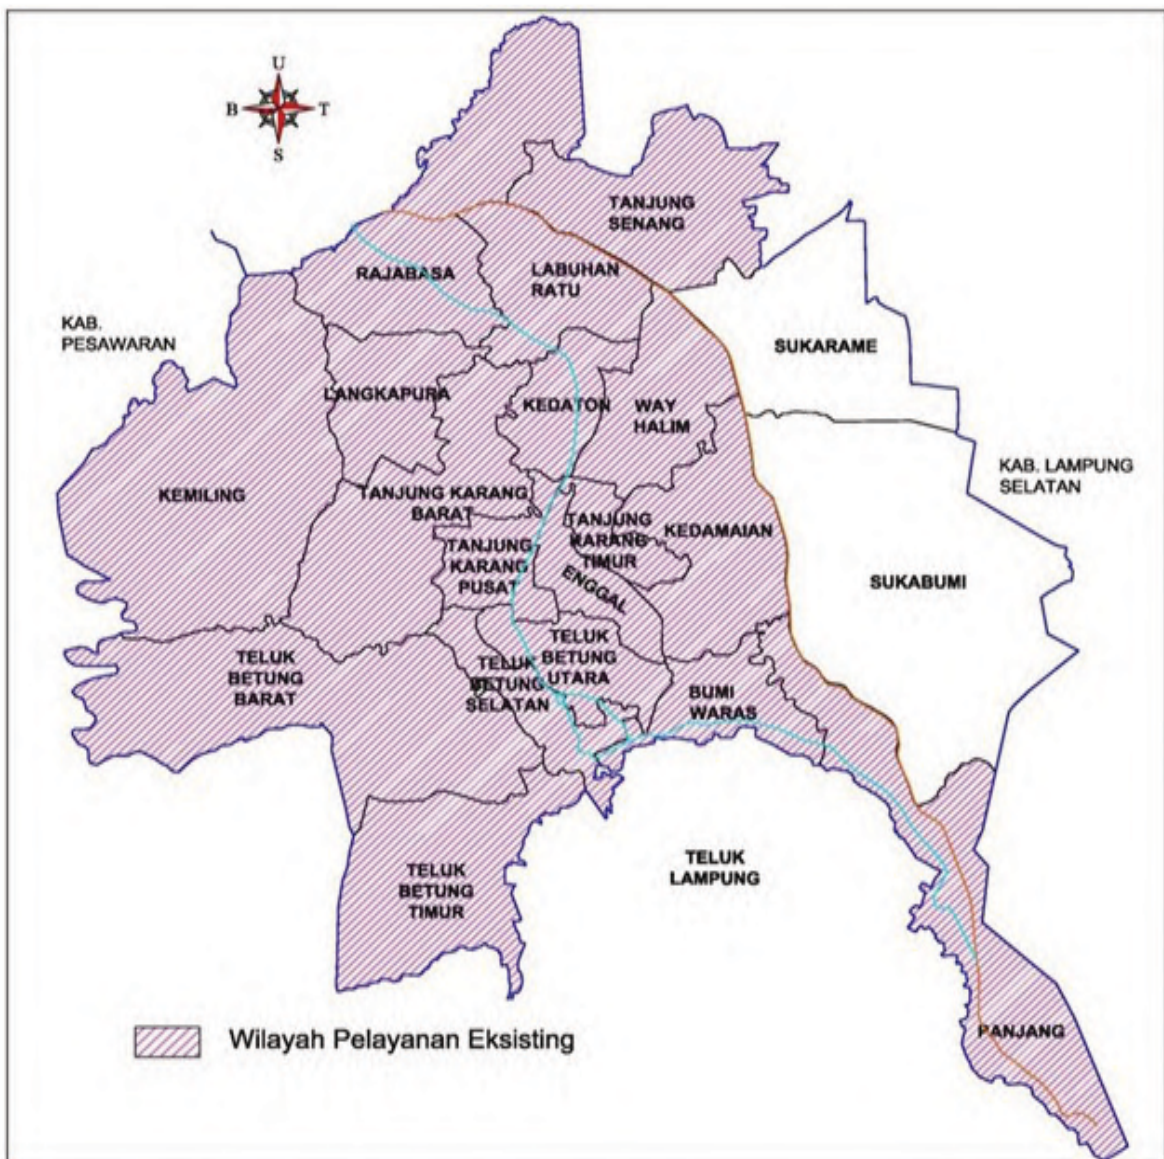 U
B
T
S
TANJUNG
SENANG
RAJABASA
LABUHAN
RATU
KAB.
PESAWARAN
SUKARAME
LANGKAPURA
KEDATON
WAY
HALIM
KAB. LAMPUNG
SELATAN
KEMILING
TANJUNG KARANG
BARAT
TANJUNG
KARANG
TIMUR
KEDAMAIAN
TANJUNG
KARANG
PUSAT
ENGGAL
SUKABUMI
TELUK
BETUNG
BARAT
TELUK
BETUNG
SELATAN
TELUK
BETUNG
UTARA
BUMI
WARAS
TELUK
BETUNG
TIMUR
TELUK
LAMPUNG
PANJANG
Wilayah Pelayanan Eksisting